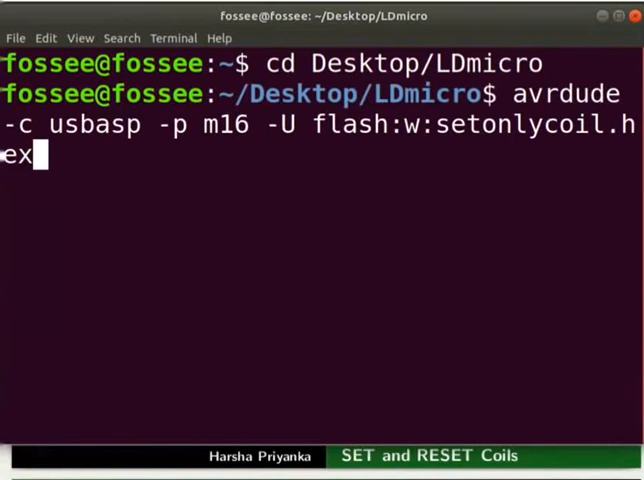 fossee@fossee: ~/Desktop/LDmicro
File Edit View Search Terminal Help
fossee@fossee:~$ cd Desktop/LDmicro
fossee@fossee:~/Desktop/LDmicro$ avrdude
-c usbasp -p m16 -U flash:w:setonlycoil.h
ex
Harsha Priyanka SET and RESET Coils